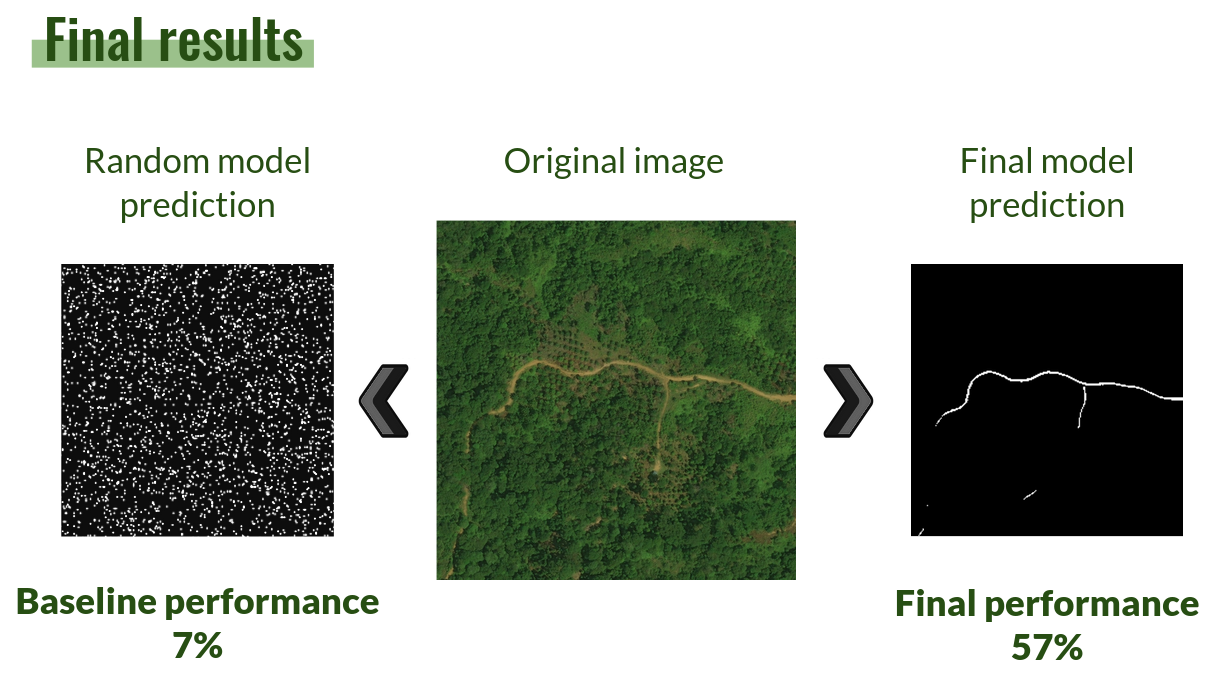 Final results
Random model
prediction
Original image
Final model
prediction
Baseline performance
7%
Final performance
57%